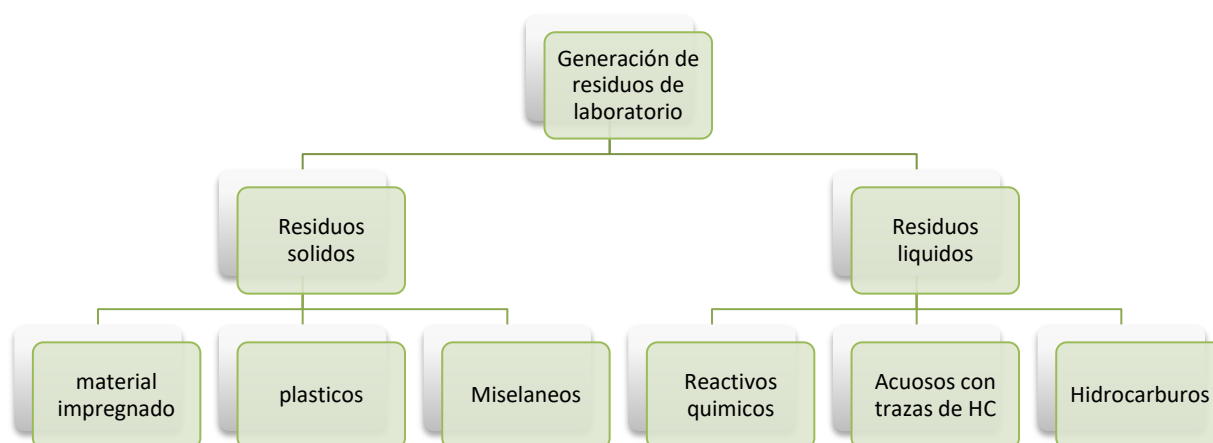 Generación de
residuos de
laboratorio
Residuos
solidos
Residuos
liquidos
material
impregnado
plasticos
Miselaneos
Reactivos
quimicos
Acuosos con
trazas de HC
Hidrocarburos